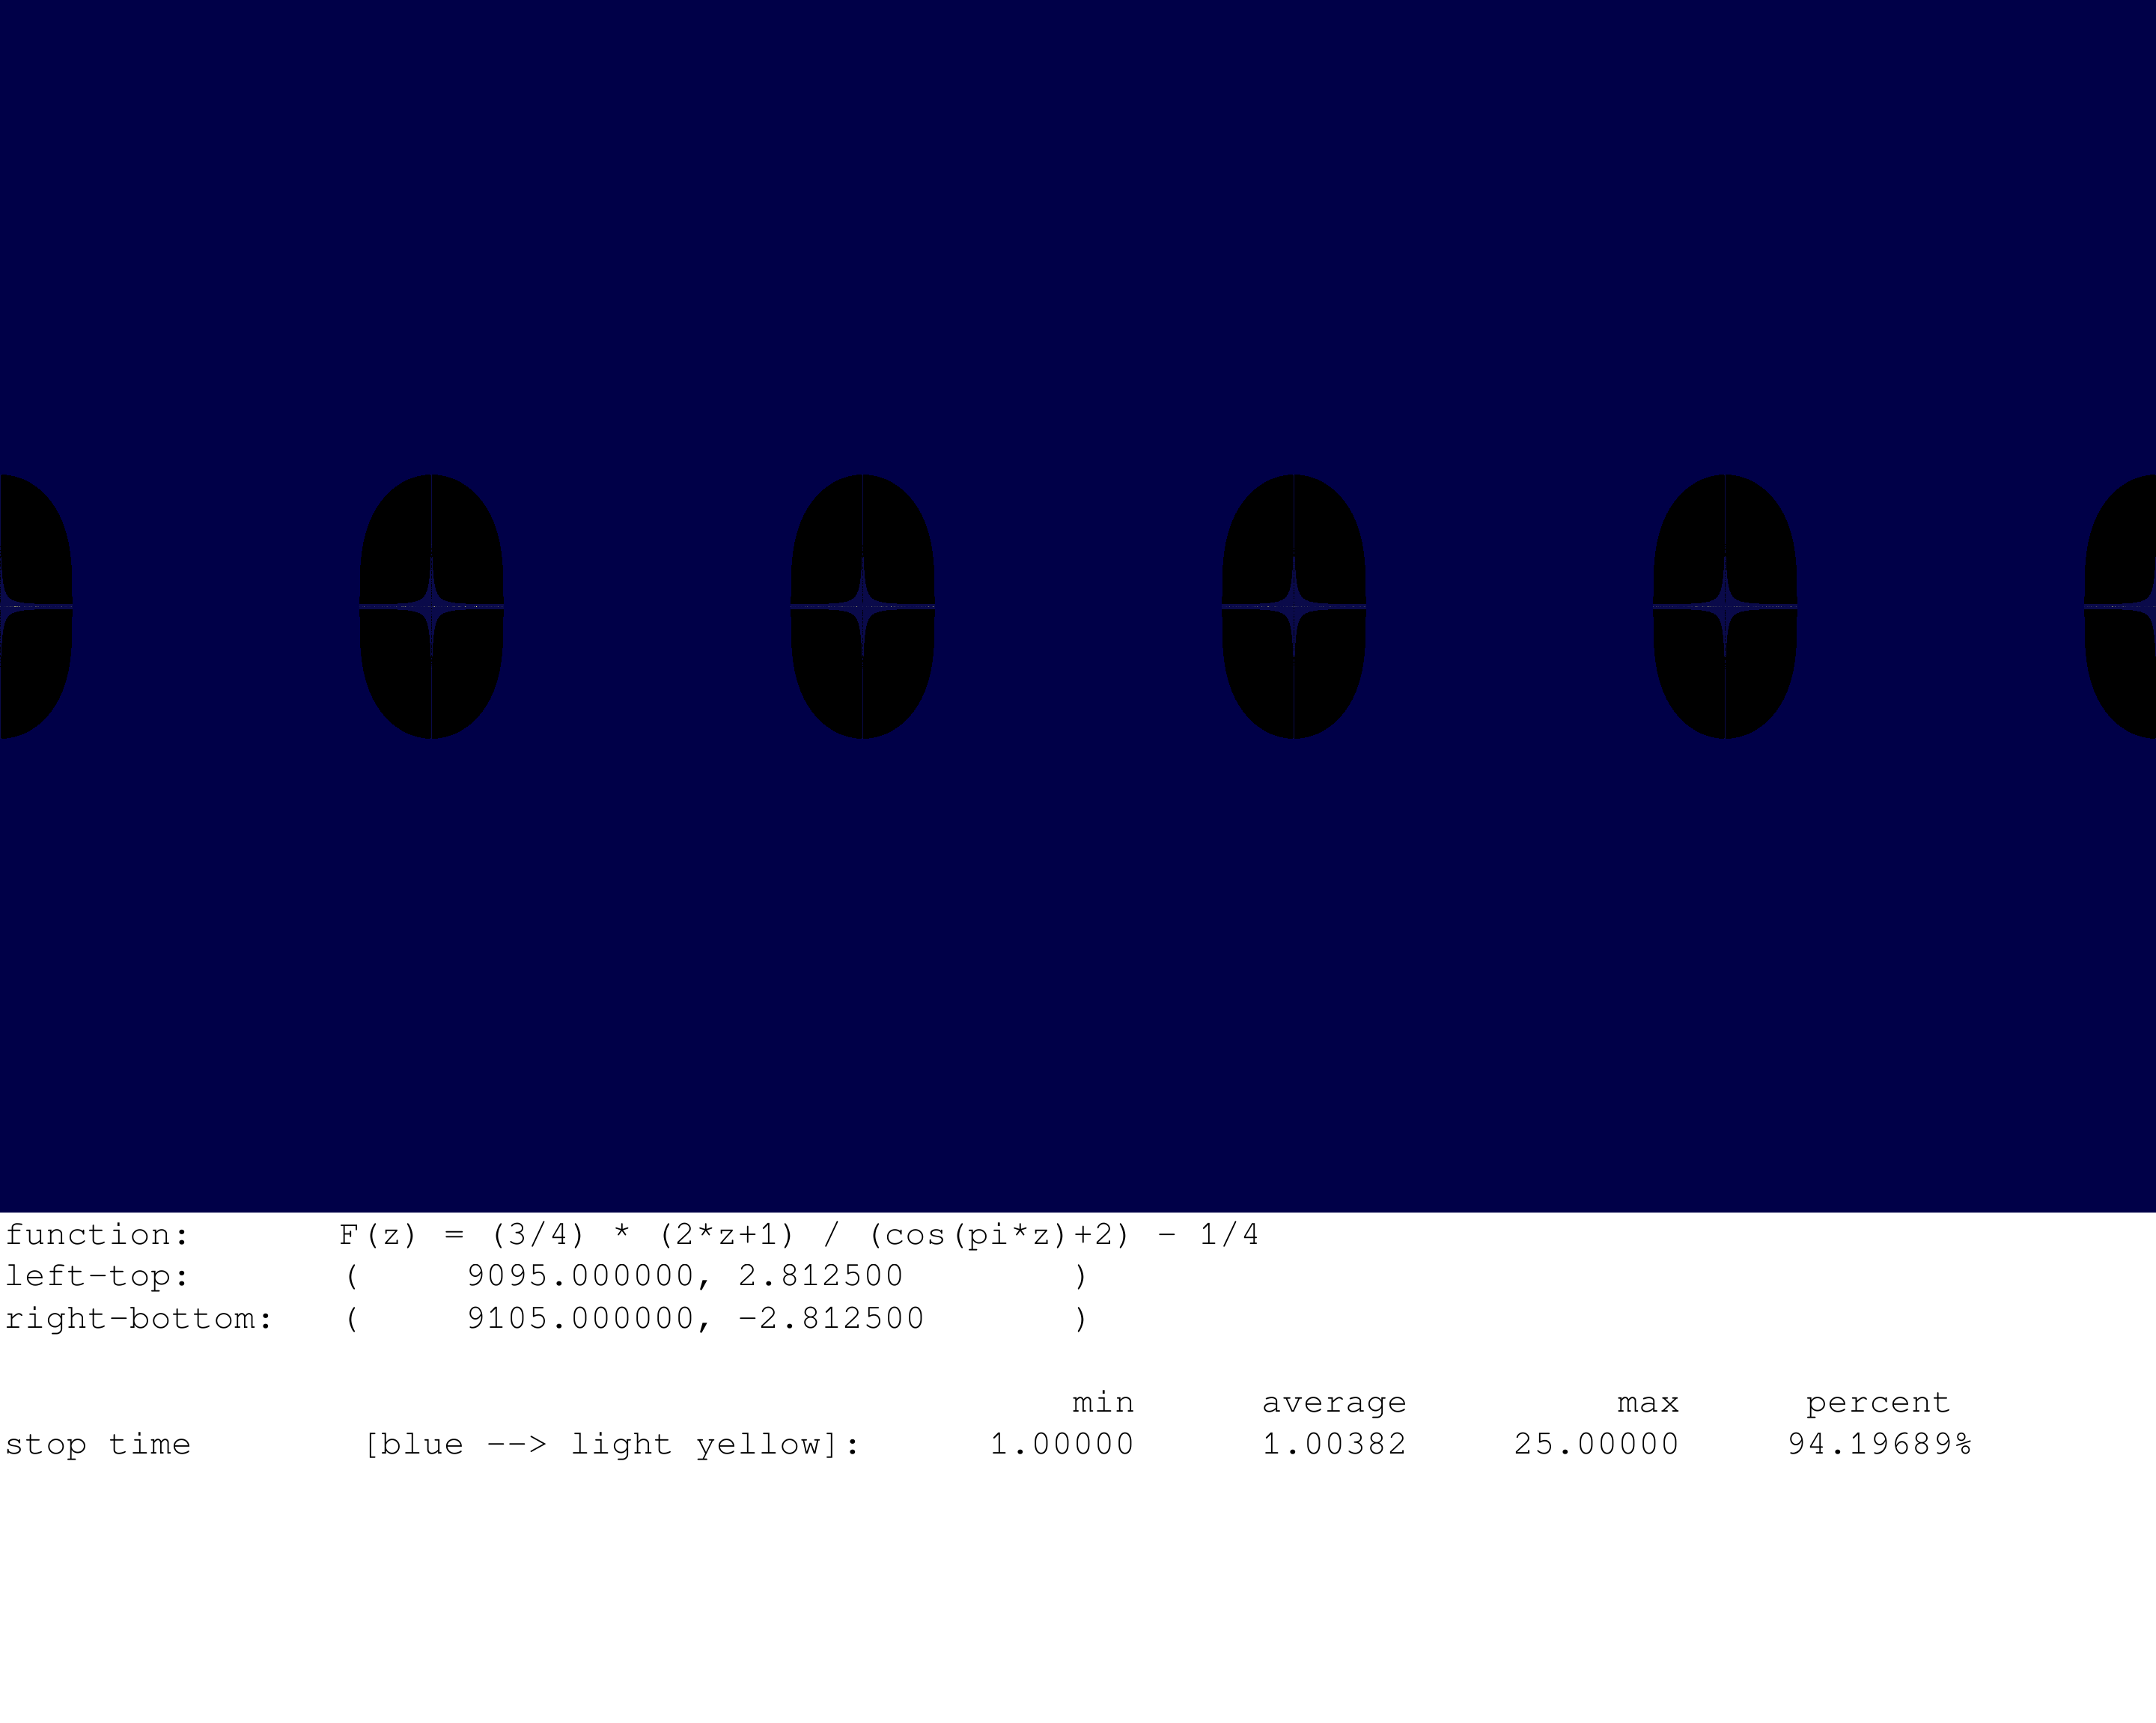 function: F(z) = (3/4) * (2*z+1) / (cos(pi*z)+2) - 1/4
left-top: ( 9095.000000, 2.812500 )
right-bottom: ( 9105.000000, -2.812500 )
min average max percent
stop time [blue --> light yellow]: 1.00000 1.00382 25.00000 94.19689%